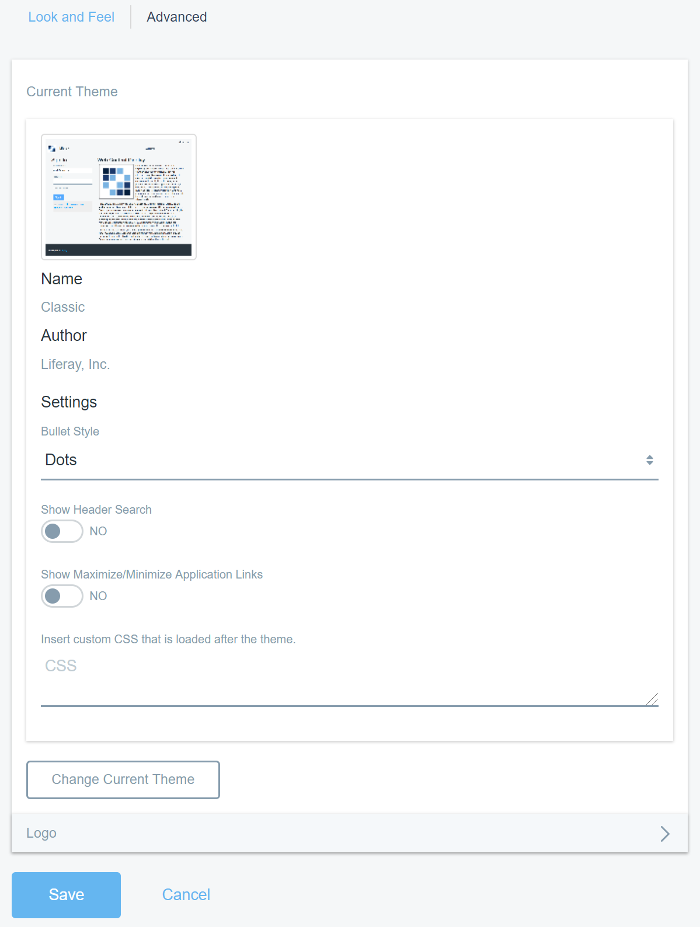 Look and Feel
Advanced
Current Theme
Name
Classic
Author
Liferay, Inc.
Settings
Bullet Style
Dots
Show Header Search
NO
Show Maximize/Minimize Application Links
NO
Insert custom CSS that is loaded after the theme.
CSS
Change Current Theme
Logo
Save
Cancel